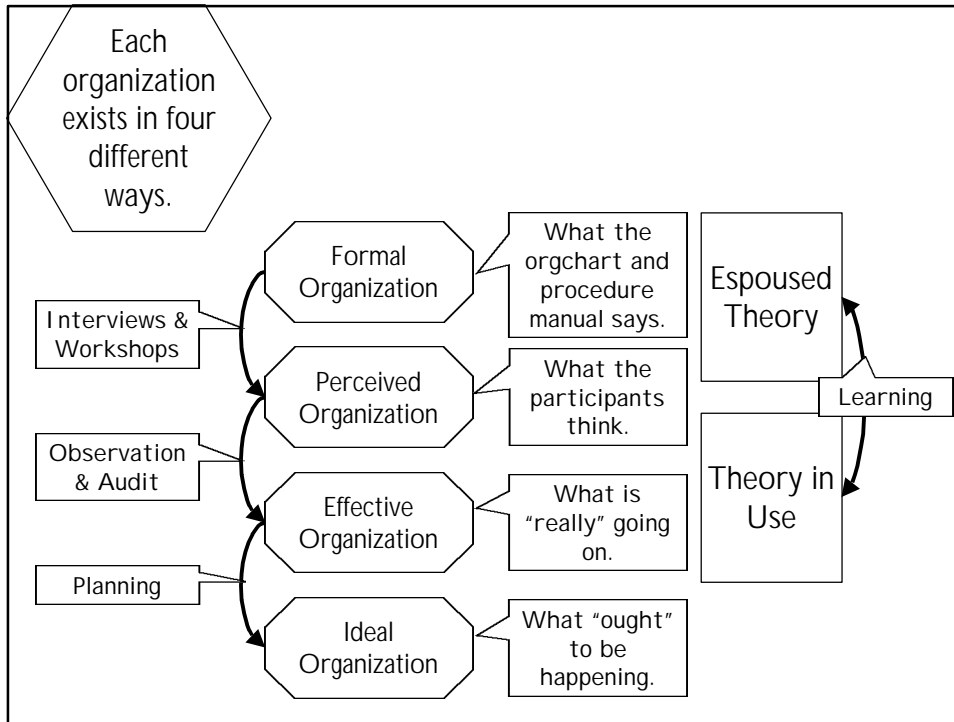 Each
organization
exists in four
different
ways.
Formal
Organization
What the
orgchart and
procedure
manual says.
Espoused
Theory
Interviews &
Workshops
Perceived
Organization
What the
participants
think.
Learning
Observation
& Audit
Effective
Organization
What is
“really” going
on.
Theory in
Use
Planning
Ideal
Organization
What “ought”
to be
happening.